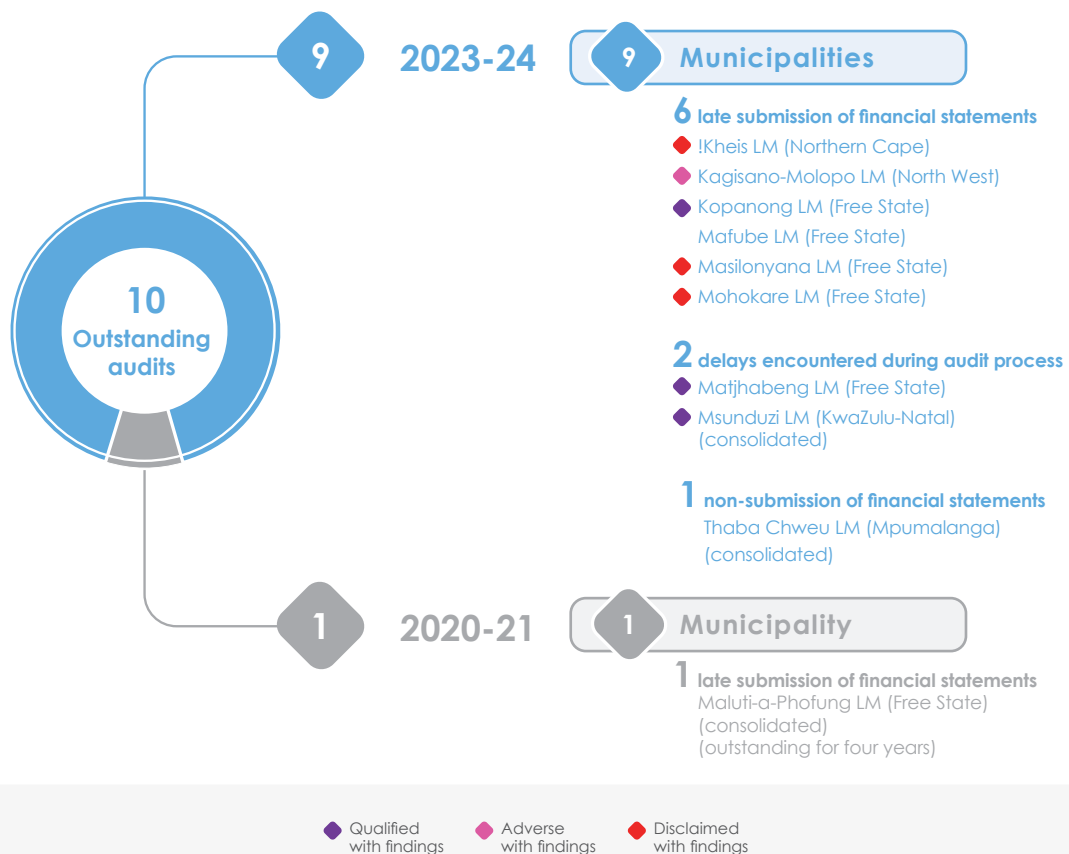 9
2023-24
9
Municipalities
6 late submission of financial statements
!Kheis LM (Northern Cape)
Kagisano-Molopo LM (North West)
Kopanong LM (Free State)
Mafube LM (Free State)
Masilonyana LM (Free State)
Mohokare LM (Free State)
10
Outstanding
audits
2 delays encountered during audit process
Matjhabeng LM (Free State)
Msunduzi LM (KwaZulu-Natal)
(consolidated)
1 non-submission of financial statements
Thaba Chweu LM (Mpumalanga)
(consolidated)
1
2020-21
1
Municipality
1 late submission of financial statements
Maluti-a-Phofung LM (Free State)
(consolidated)
(outstanding for four years)
Qualified
with findings
Adverse
with findings
Disclaimed
with findings